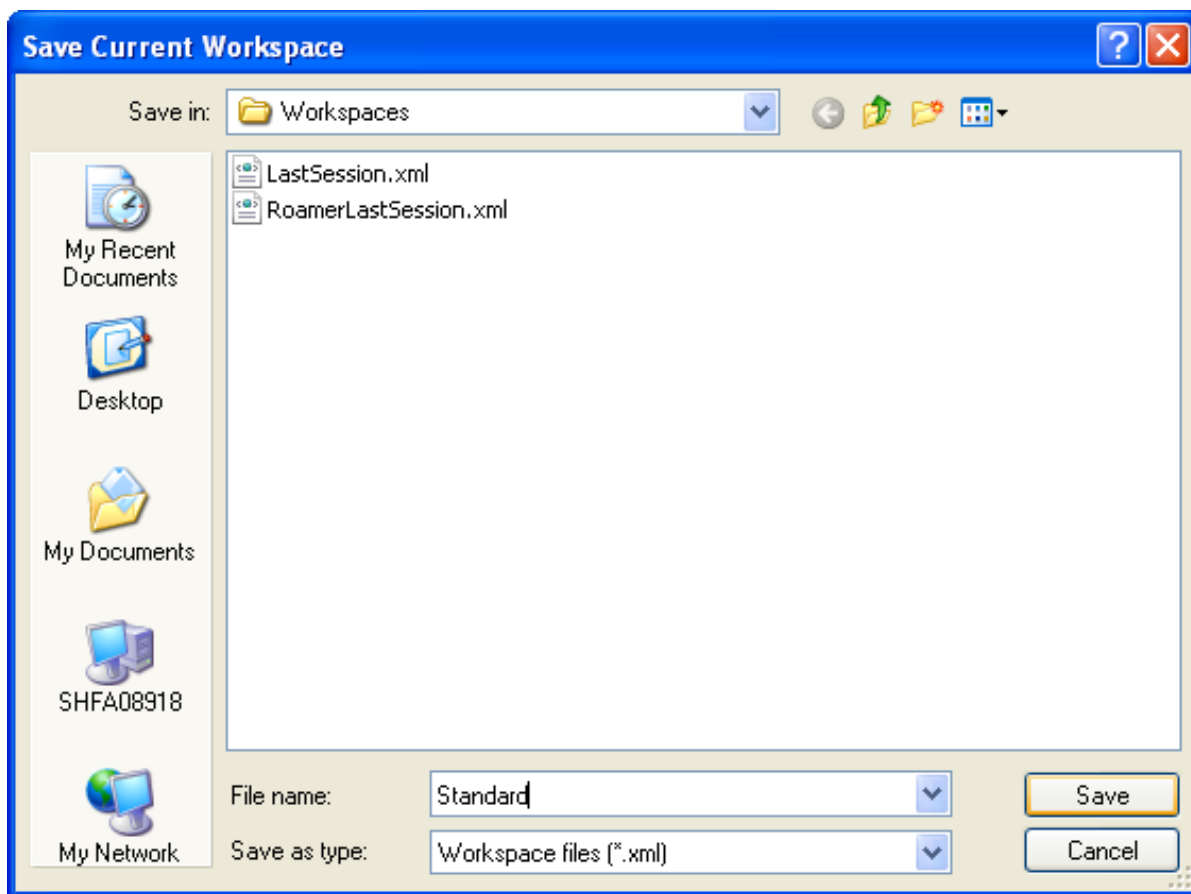 Save Current Workspace
Save in:
Workspaces
LastSession.xml
RoamerLastSession.xml
My Recent
Documents
Desktop
My Documents
SHFA08918
My Network
File name:
Standard
Save
Save as type:
Workspace files (*.xml)
Cancel